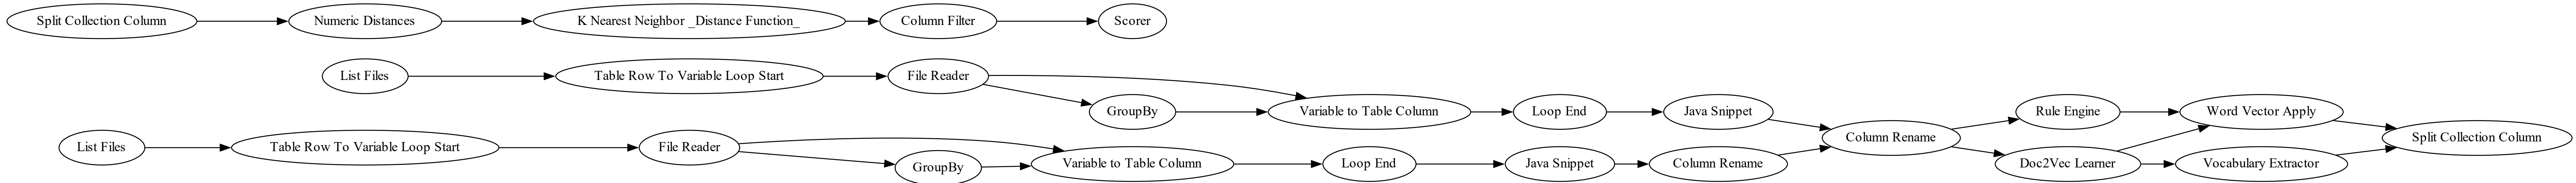 Split Collection Column
Numeric Distances
K Nearest Neighbor _Distance Function_
Column Filter
Scorer
List Files
Table Row To Variable Loop Start
File Reader
GroupBy
Variable to Table Column
Loop End
Java Snippet
List Files
Table Row To Variable Loop Start
File Reader
GroupBy
Variable to Table Column
Loop End
Java Snippet
Column Rename
Column Rename
Rule Engine
Word Vector Apply
Doc2Vec Learner
Vocabulary Extractor
Split Collection Column